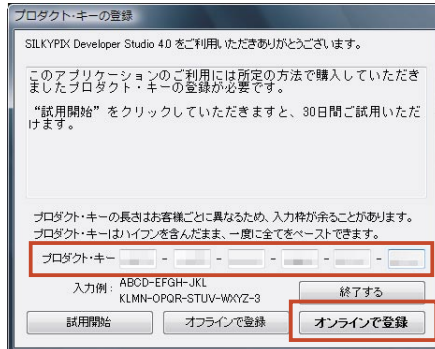 プロダクト・キーの登録
SILKYPIX Developer Studio 4.0 をご利用いただきありがとうございます。
このアプリケーションのご利用には所定の方法で購入していただき
ましたプロダクト・キーの登録が必要です。
“試用開始”をクリックしていただきますと、30日間ご試用いただ
けます。
プロダクト・キーの長さはお客様ごとに異なるため、入力枠が余ることがあります。
プロダクト・キーはハイフンを含んだまま、一度に全てをペーストできます。
プロダクト・キー - - - - -
入力例： ABCD-EFGH-JKL
KLMN-OPQR-STUV-WXYZ-3
終了する
試用開始 オフラインで登録 オンラインで登録